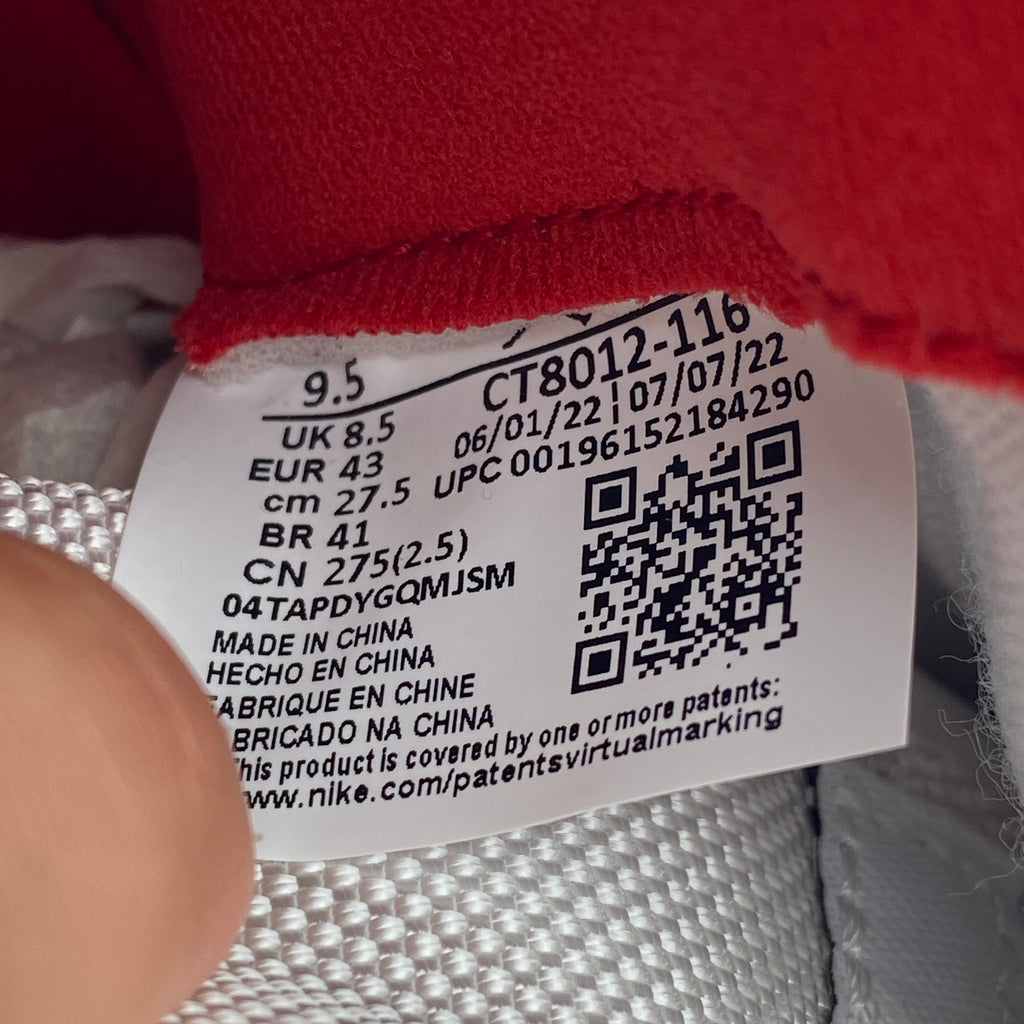 9.5
UK 8.5
EUR 43
cm 27.5
BR 41
CN 275(2.5)
04TAPDYGQMJSM
CT8012-116
06/01/22 | 07/07/22
UPC 00196152184290
MADE IN CHINA
HECHO EN CHINA
FABRIQUE EN CHINE
BRICADO NA CHINA
his product is covered by one or more patents:
www.nike.com/patentsvirtualmarking